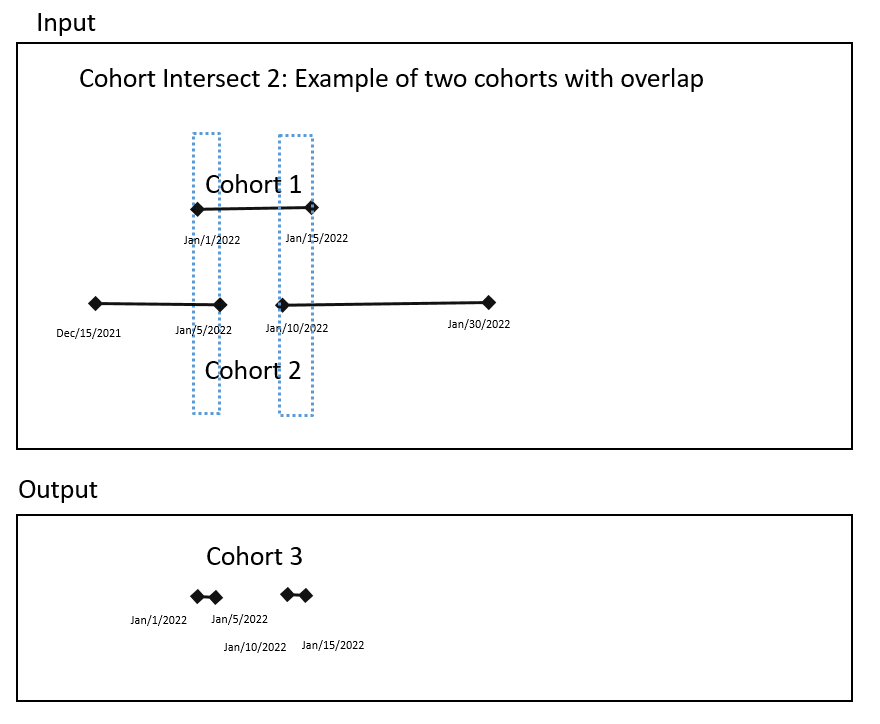 Input
Cohort Intersect 2: Example of two cohorts with overlap
Cohort 1
Jan/1/2022
Jan/15/2022
Dec/15/2021
Jan/5/2022
Jan/10/2022
Jan/30/2022
Cohort 2
Output
Cohort 3
Jan/1/2022
Jan/5/2022
Jan/10/2022
Jan/15/2022